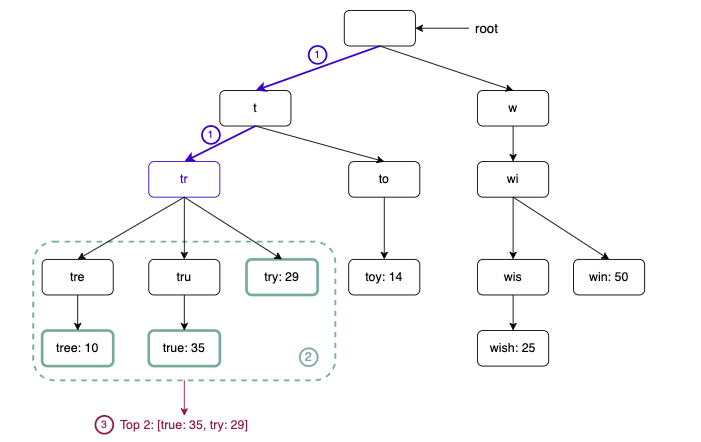 root
1
t
w
1
tr
to
wi
tre
tru
try: 29
toy: 14
wis
win: 50
tree: 10
true: 35
2
wish: 25
3 Top 2: [true: 35, try: 29]